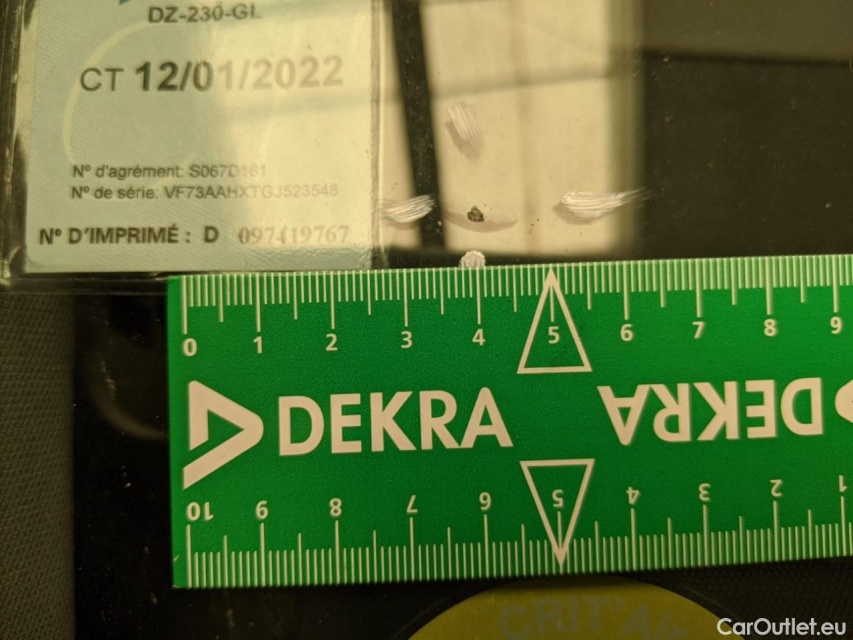 DZ-230-GL
CT 12/01/2022
N° d'agrément: S067D161
N° de série: VF73AAHXTGJ523548
N° D'IMPRIMÉ : D 097419767
0 1 2 3 4 5 6 7 8 9
DEKRA DEKRA
10 9 8 7 6 5 4 3 2 1
CRIT'Air
CarOutlet.eu